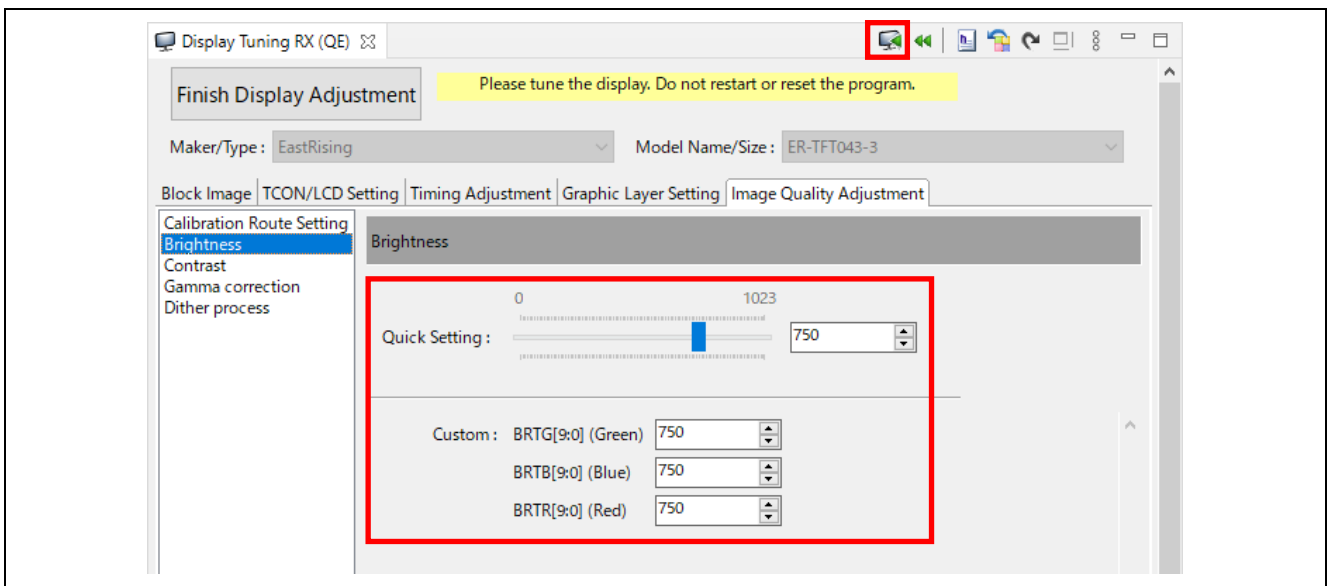 Display Tuning RX (QE)
Finish Display Adjustment
Please tune the display. Do not restart or reset the program.
Maker/Type : EastRising
Model Name/Size : ER-TFT043-3
Block Image TCON/LCD Setting Timing Adjustment Graphic Layer Setting Image Quality Adjustment
Calibration Route Setting
Brightness
Contrast
Gamma correction
Dither process
Brightness
0 1023
Quick Setting : 750
Custom : BRTG[9:0] (Green) 750
BRTB[9:0] (Blue) 750
BRTR[9:0] (Red) 750